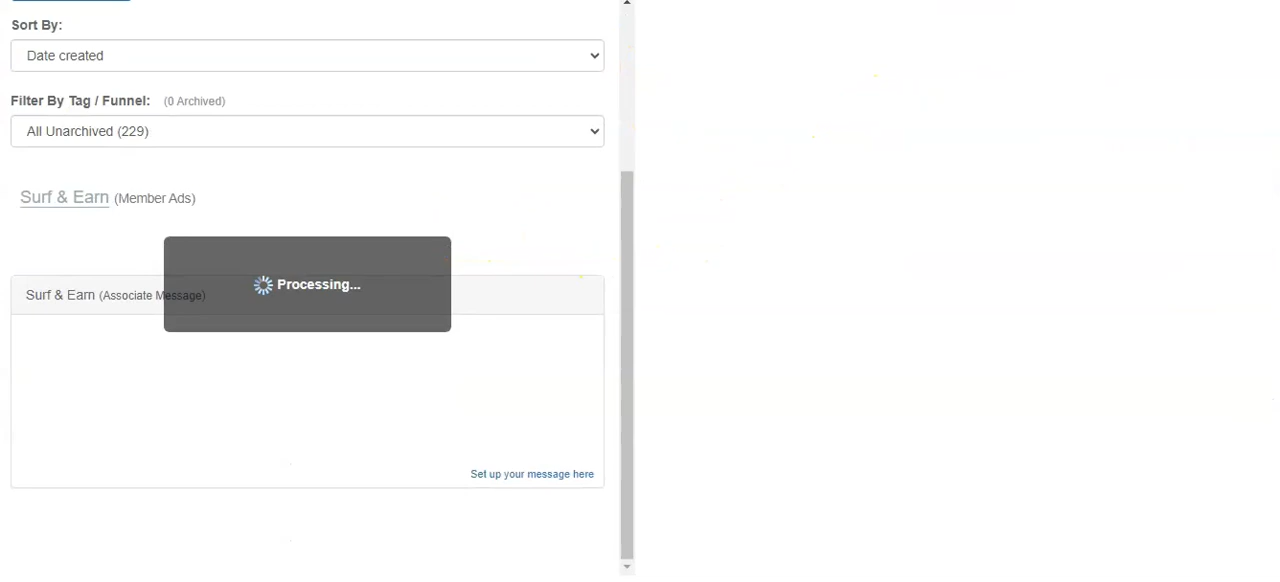 Sort By:
Date created
Filter By Tag / Funnel: (0 Archived)
All Unarchived (229)
Surf & Earn (Member Ads)
Processing...
Surf & Earn (Associate Message)
Set up your message here